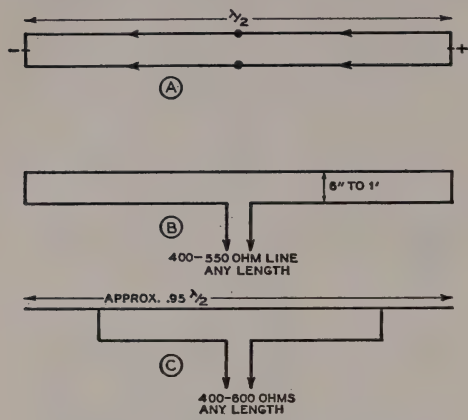 λ/2
- +
A
6" TO 1'
B
400-550 OHM LINE
ANY LENGTH
APPROX. .95 λ/2
C
400-600 OHMS
ANY LENGTH